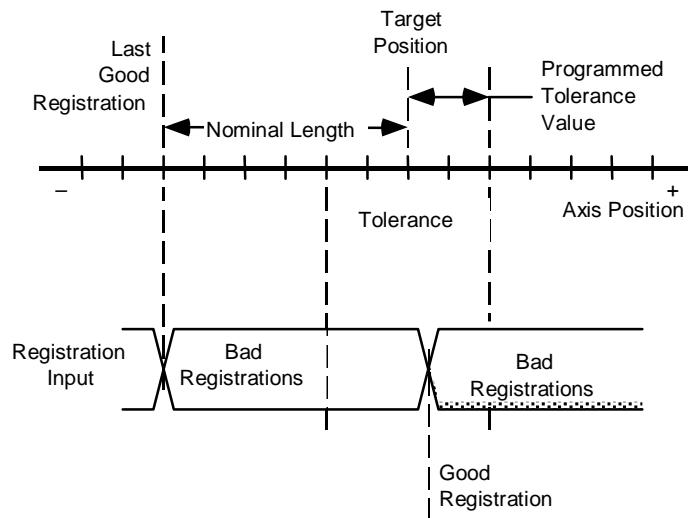 Last
Good
Registration
Target
Position
Programmed
Tolerance
Value
Nominal Length
–
+
Tolerance
Axis Position
Registration
Input
Bad
Registrations
Bad
Registrations
Good
Registration